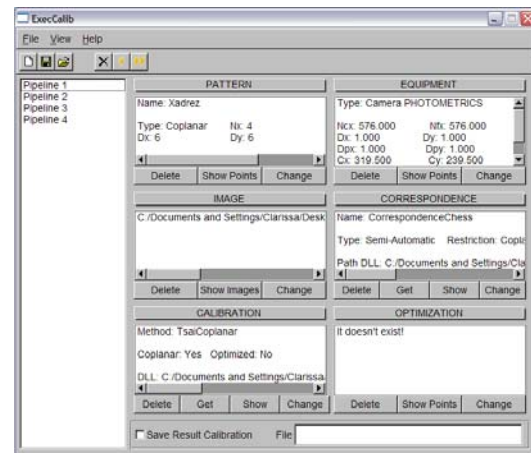 ExecCalib
File View Help
Pipeline 1
Pipeline 2
Pipeline 3
Pipeline 4
PATTERN
Name: Xadrez
Type: Coplanar Nx: 4
Dx: 6 Dy: 6
Delete Show Points Change
EQUIPMENT
Type: Camera PHOTOMETRICS
Ncx: 576.000 Nfx: 576.000
Dx: 1.000 Dy: 1.000
Dpx: 1.000 Dpy: 1.000
Cx: 319.500 Cy: 239.500
Delete Show Points Change
IMAGE
C:/Documents and Settings/Clarissa/Desk
Delete Show Images Change
CORRESPONDENCE
Name: CorrespondenceChess
Type: Semi-Automatic Restriction: Copla
Path DLL: C:/Documents and Settings/Cla
Delete Get Show Change
CALIBRATION
Method: TsaiCoplanar
Coplanar: Yes Optimized: No
DLL: C:/Documents and Settings/Clarissa
Delete Get Show Change
OPTIMIZATION
It doesn't exist!
Delete Show Points Change
Save Result Calibration File